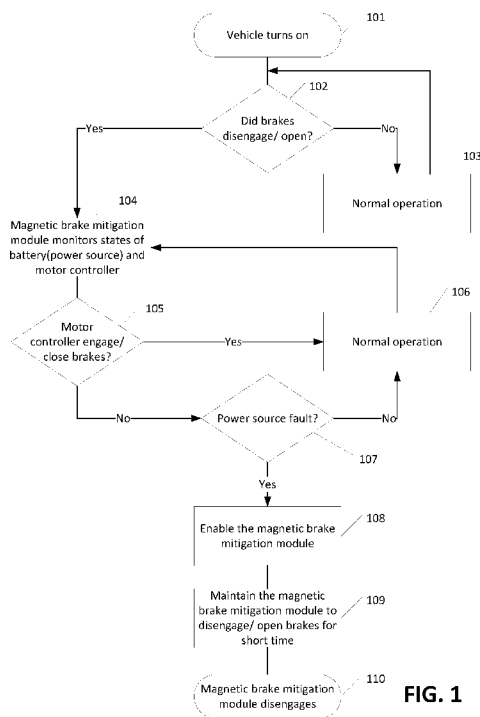 101
Vehicle turns on
102
Did brakes
disengage/ open?
Yes
No
103
Normal operation
104
Magnetic brake mitigation
module monitors states of
battery(power source) and
motor controller
105
Motor
controller engage/
close brakes?
Yes
106
Normal operation
No
Power source fault?
No
107
Yes
108
Enable the magnetic brake
mitigation module
109
Maintain the magnetic
brake mitigation module to
disengage/ open brakes for
short time
110
Magnetic brake mitigation
module disengages
FIG. 1